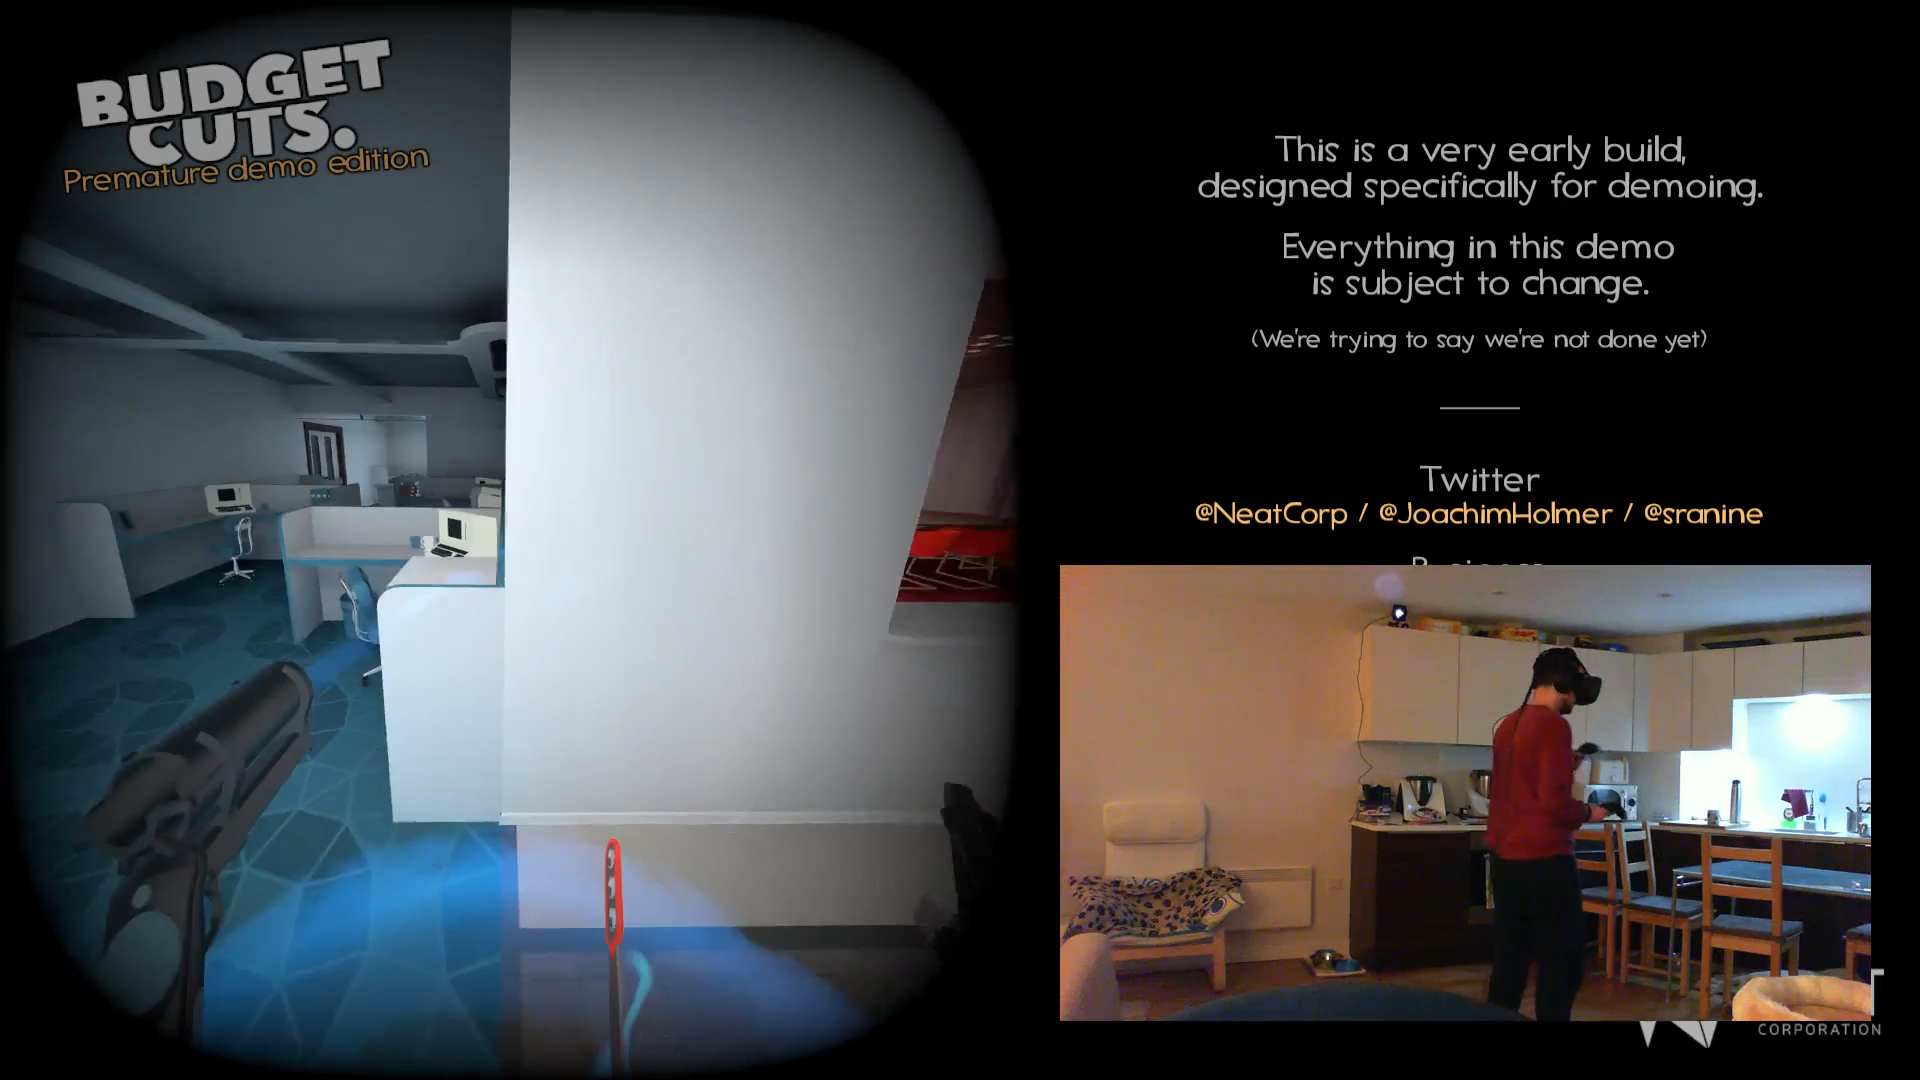 BUDGET
CUTS.
Premature demo edition
This is a very early build,
designed specifically for demoing.
Everything in this demo
is subject to change.
(We're trying to say we're not done yet)
Twitter
@NeatCorp / @JoachimHolmer / @sranine
CORPORATION